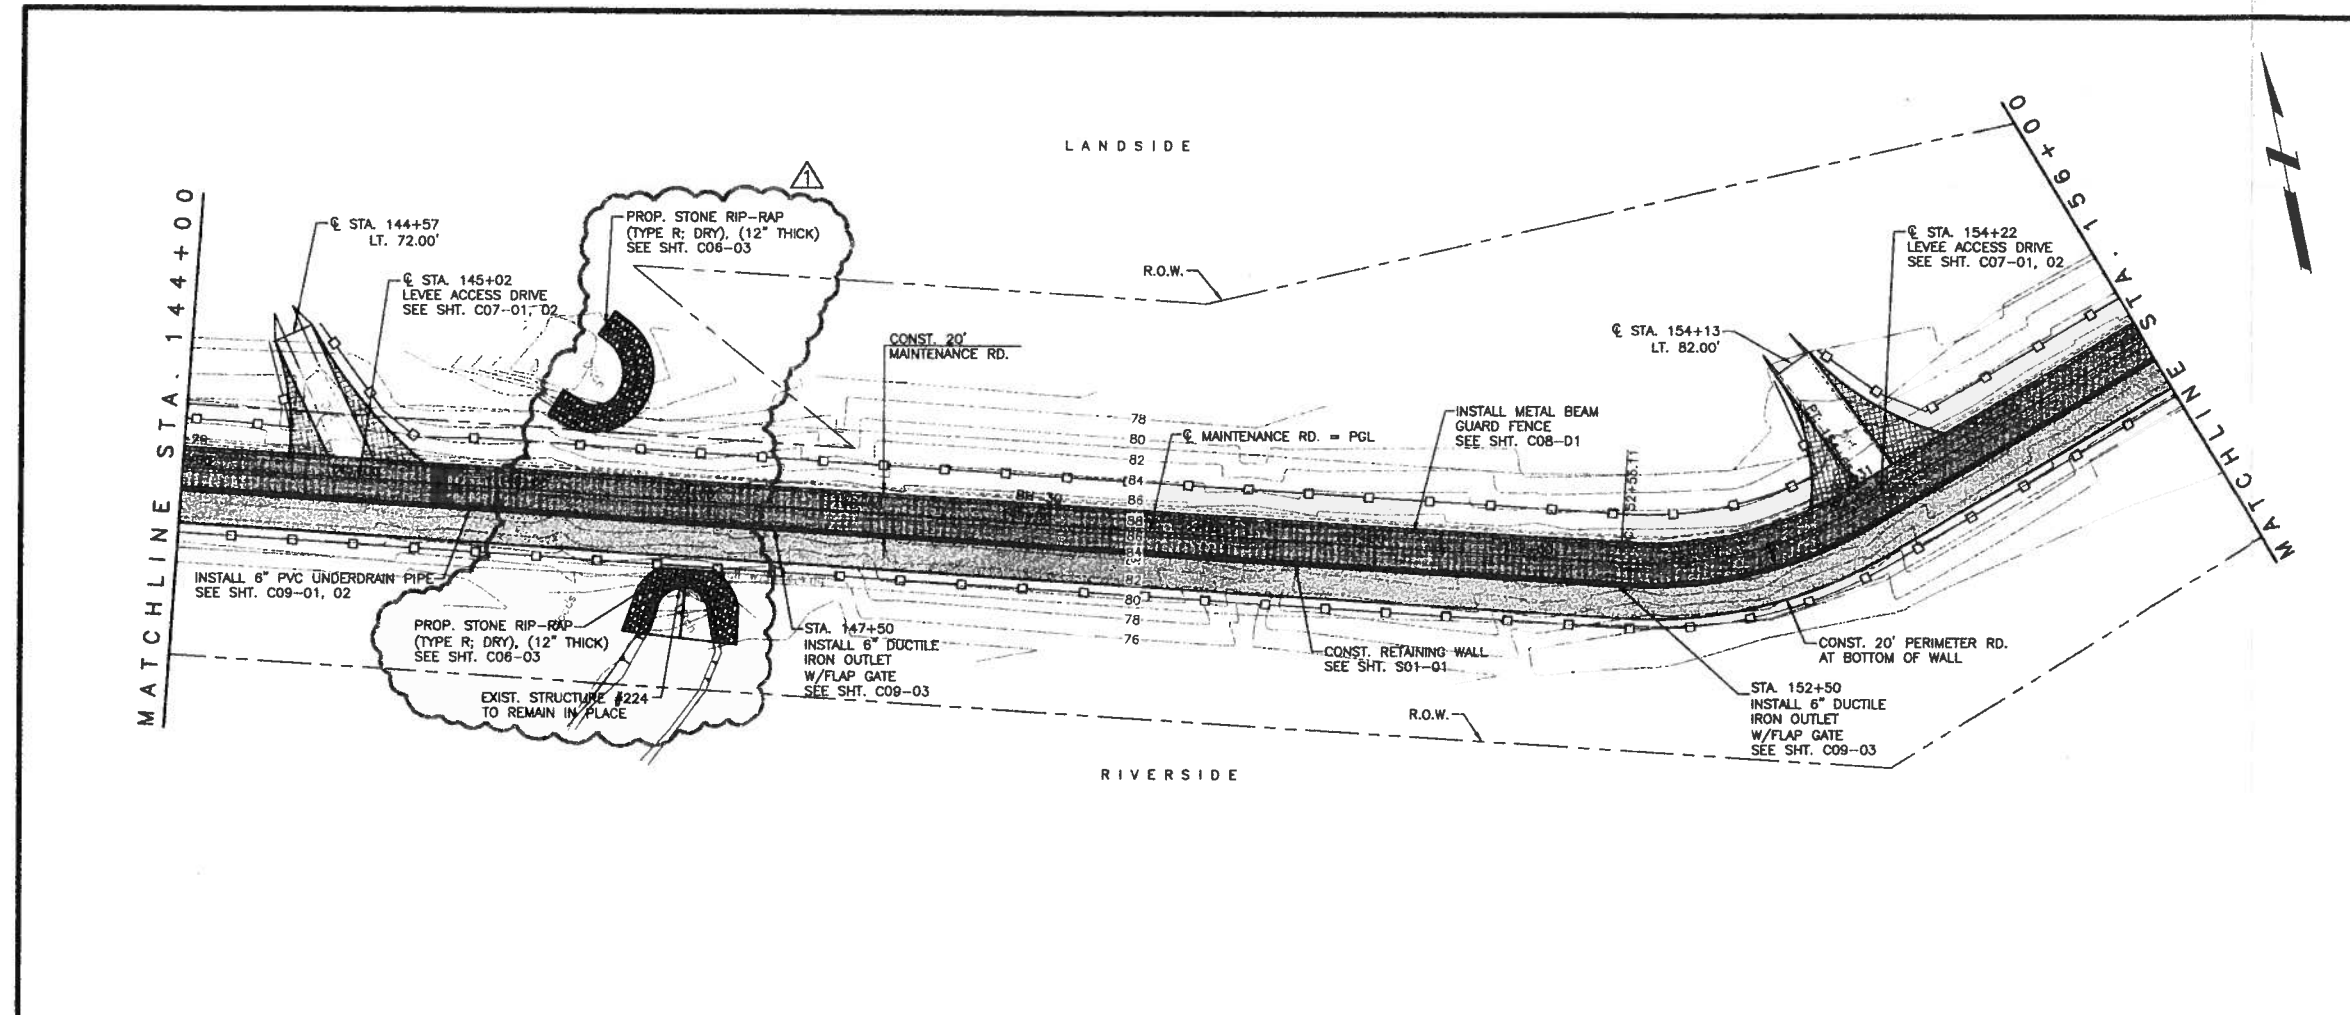 LANDSIDE
1
PROP. STONE RIP-RAP
(TYPE R; DRY), (12" THICK)
SEE SHT. C06-03
℄ STA. 144+57
LT. 72.00'
℄ STA. 145+02
LEVEE ACCESS DRIVE
SEE SHT. C07-01, 02
R.O.W.
℄ STA. 154+22
LEVEE ACCESS DRIVE
SEE SHT. C07-01, 02
℄ STA. 154+13
LT. 82.00'
CONST. 20'
MAINTENANCE RD.
INSTALL METAL BEAM
GUARD FENCE
SEE SHT. C08-01
℄ MAINTENANCE RD. = PGL
78
80
82
84
86
88
84
82
80
78
76
MATCHLINE STA. 144+00
MATCHLINE STA. 156+00
INSTALL 6" PVC UNDERDRAIN PIPE
SEE SHT. C09-01, 02
PROP. STONE RIP-RAP
(TYPE R; DRY), (12" THICK)
SEE SHT. C06-03
EXIST. STRUCTURE #224
TO REMAIN IN PLACE
STA. 147+50
INSTALL 6" DUCTILE
IRON OUTLET
W/FLAP GATE
SEE SHT. C09-03
CONST. RETAINING WALL
SEE SHT. S01-01
CONST. 20' PERIMETER RD.
AT BOTTOM OF WALL
STA. 152+50
INSTALL 6" DUCTILE
IRON OUTLET
W/FLAP GATE
SEE SHT. C09-03
R.O.W.
RIVERSIDE